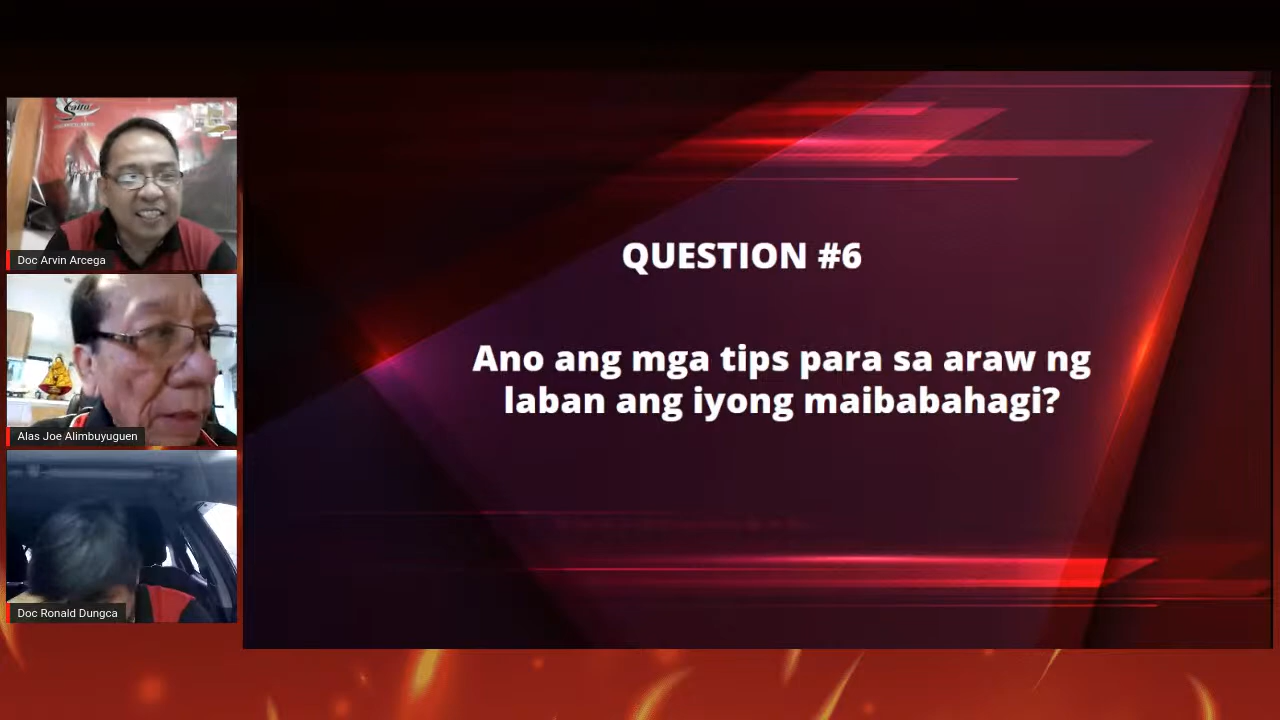 Doc Arvin Arcega
Alas Joe Alimbuyuguen
Doc Ronald Dungca
QUESTION #6
Ano ang mga tips para sa araw ng
laban ang iyong maibabahagi?